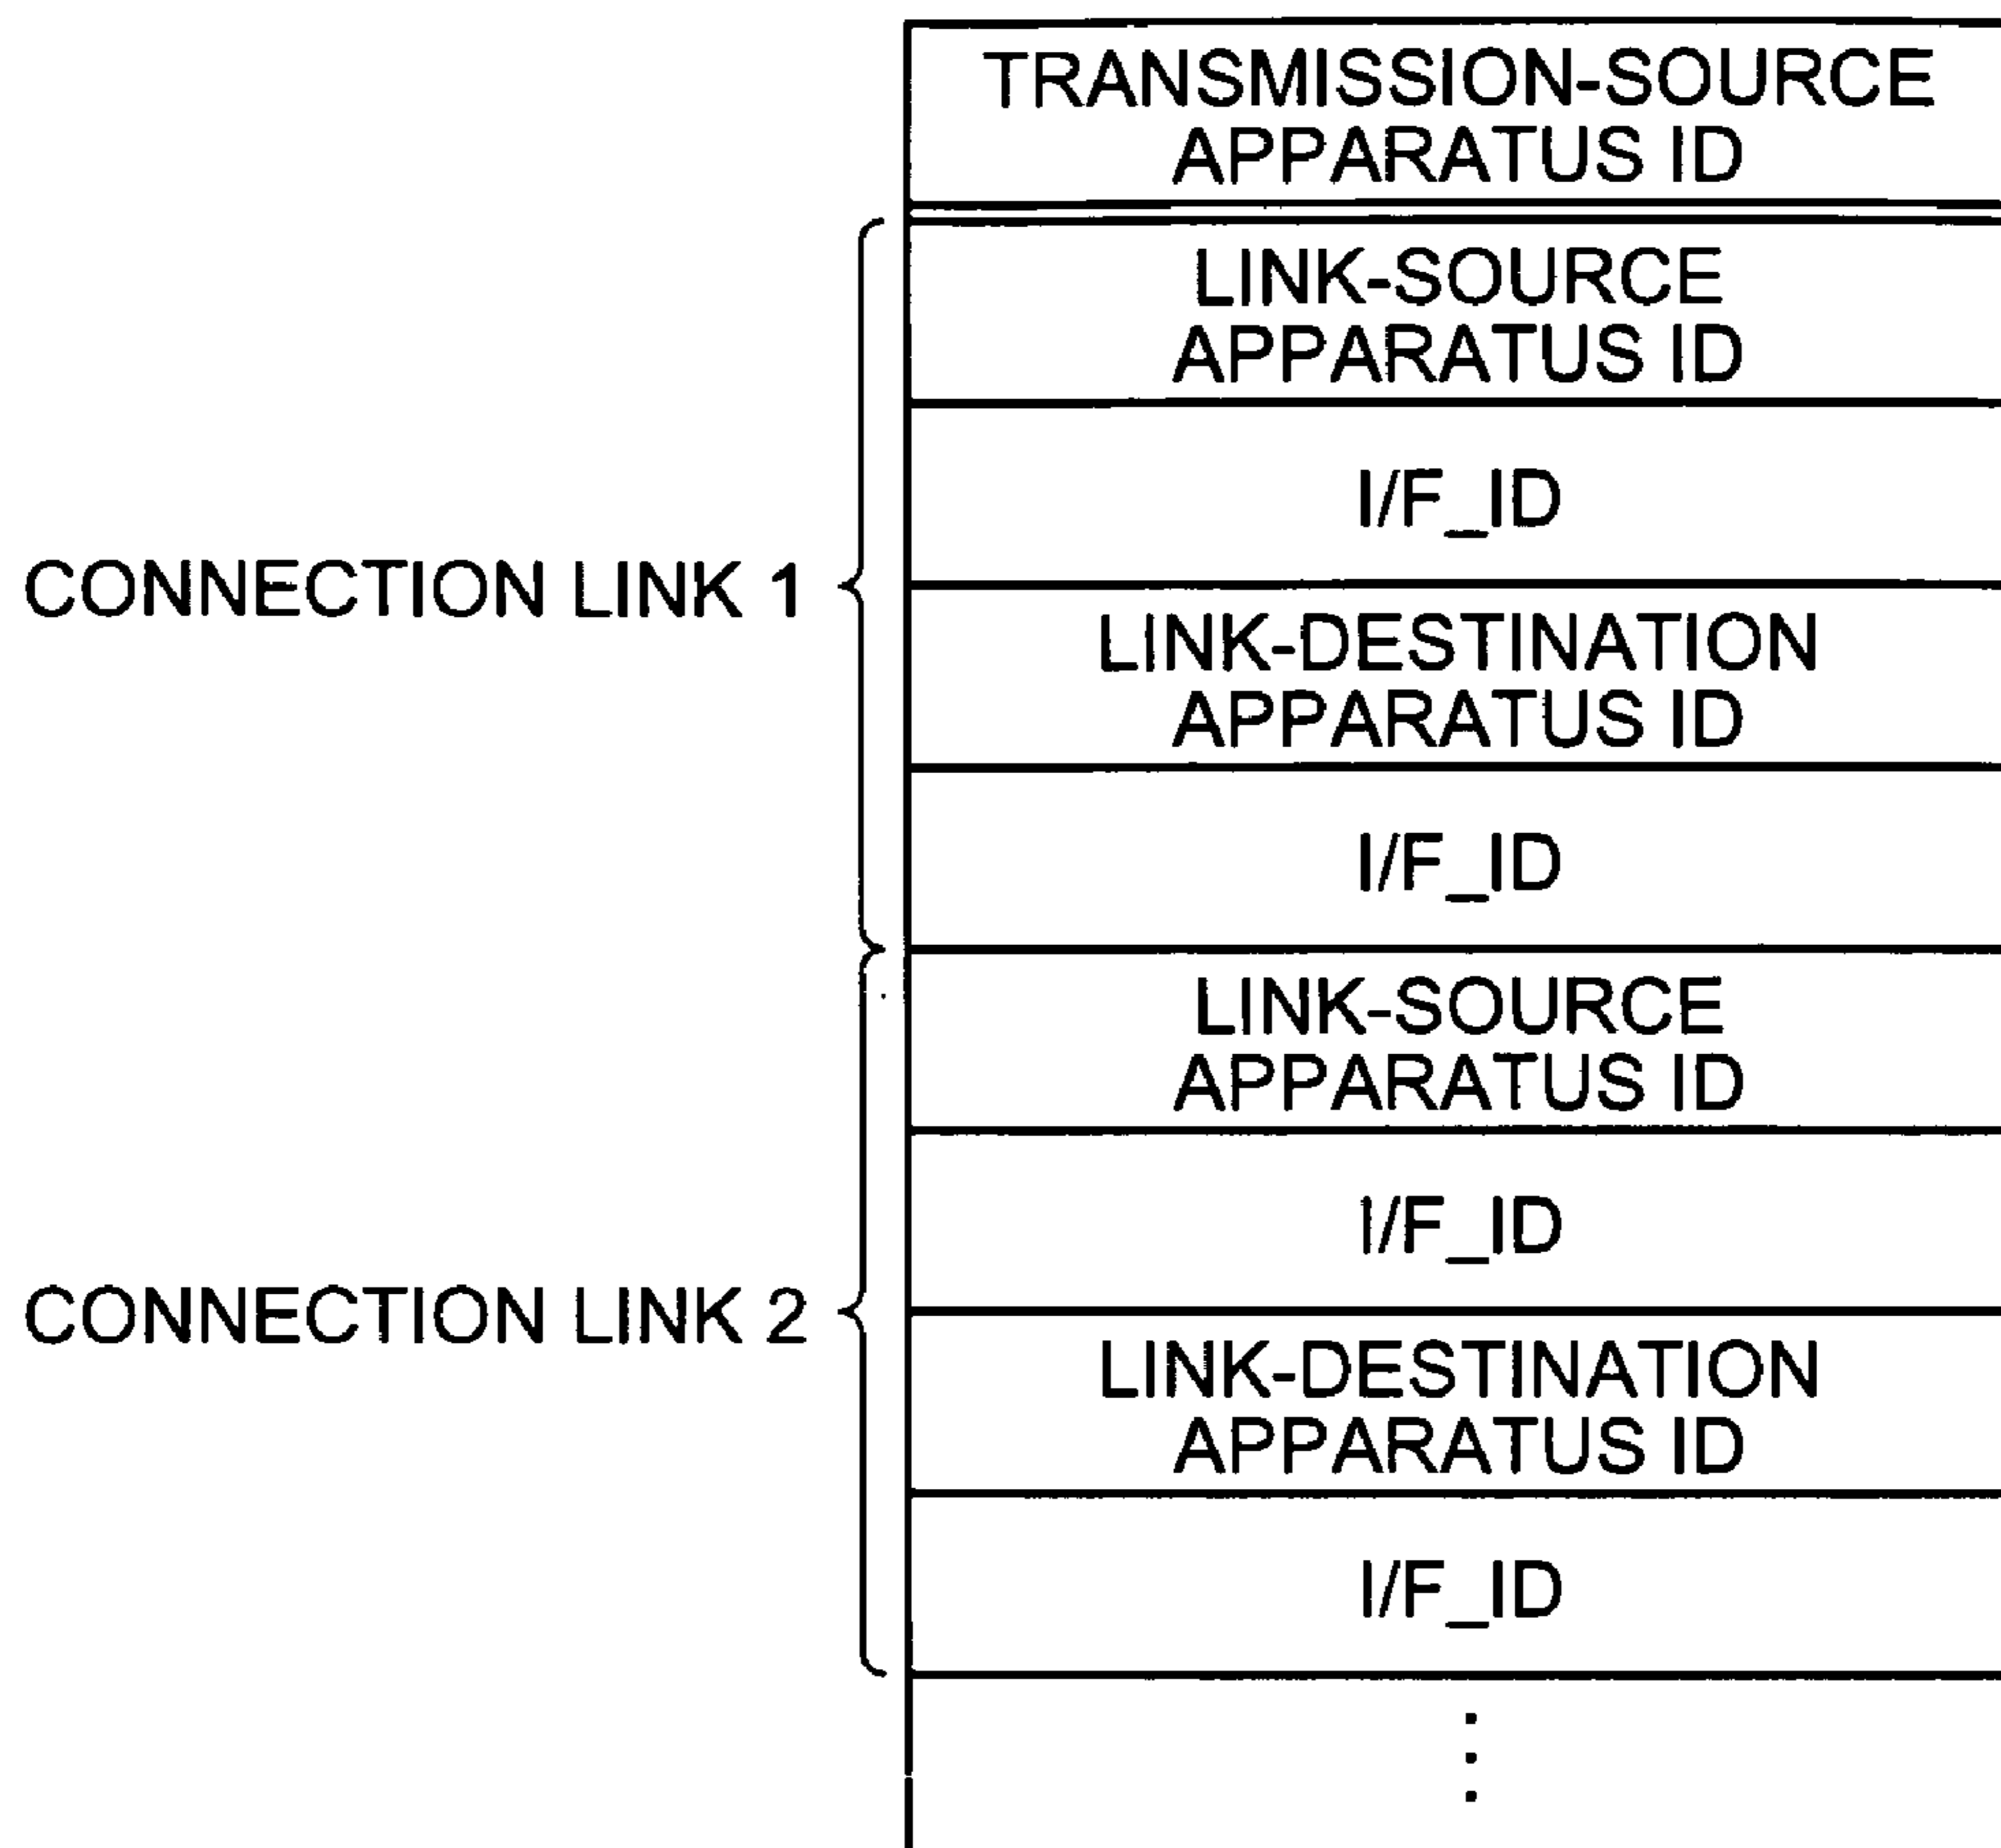 TRANSMISSION-SOURCE
APPARATUS ID
LINK-SOURCE
APPARATUS ID
I/F_ID
CONNECTION LINK 1
LINK-DESTINATION
APPARATUS ID
I/F_ID
LINK-SOURCE
APPARATUS ID
I/F_ID
CONNECTION LINK 2
LINK-DESTINATION
APPARATUS ID
I/F_ID